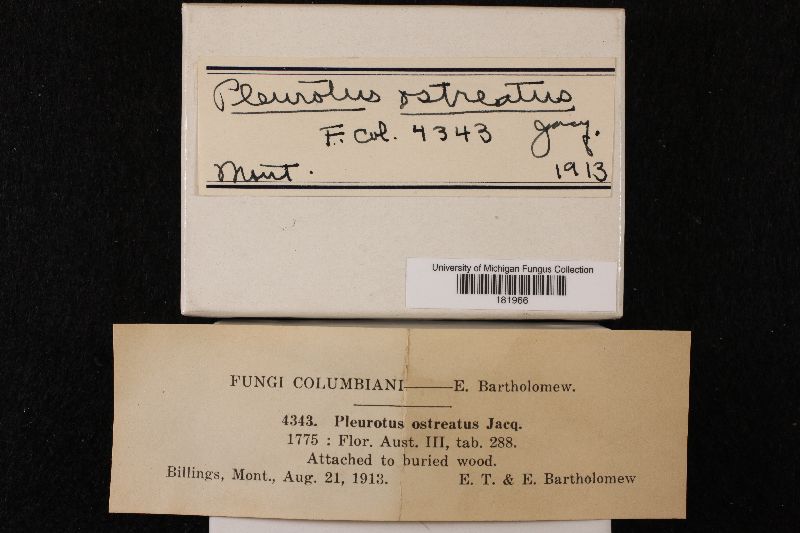 Pleurotus ostreatus
F. Col. 4343 Jacq.
Mont. 1913
University of Michigan Fungus Collection
181966
FUNGI COLUMBIANI——E. Bartholomew.
4343. Pleurotus ostreatus Jacq.
1775 : Flor. Aust. III, tab. 288.
Attached to buried wood.
Billings, Mont., Aug. 21, 1913. E. T. & E. Bartholomew